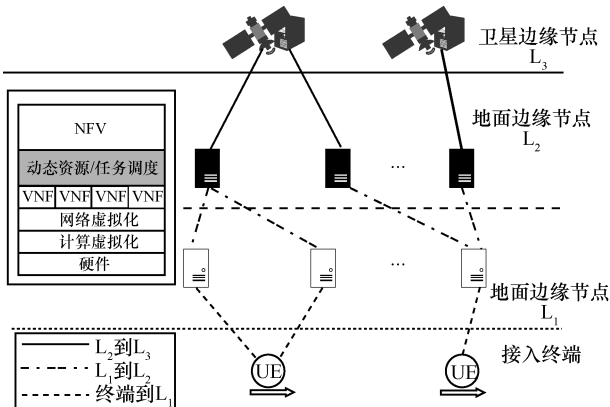 卫星边缘节点
L3
NFV
动态资源/任务调度
VNF VNF VNF VNF
网络虚拟化
计算虚拟化
硬件
地面边缘节点
L2
...
...
地面边缘节点
L1
接入终端
UE
UE
L2到L3
L1到L2
终端到L1